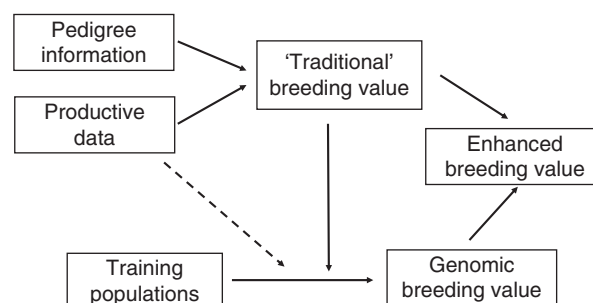 Pedigree
information
'Traditional'
breeding value
Productive
data
Enhanced
breeding value
Training
populations
Genomic
breeding value